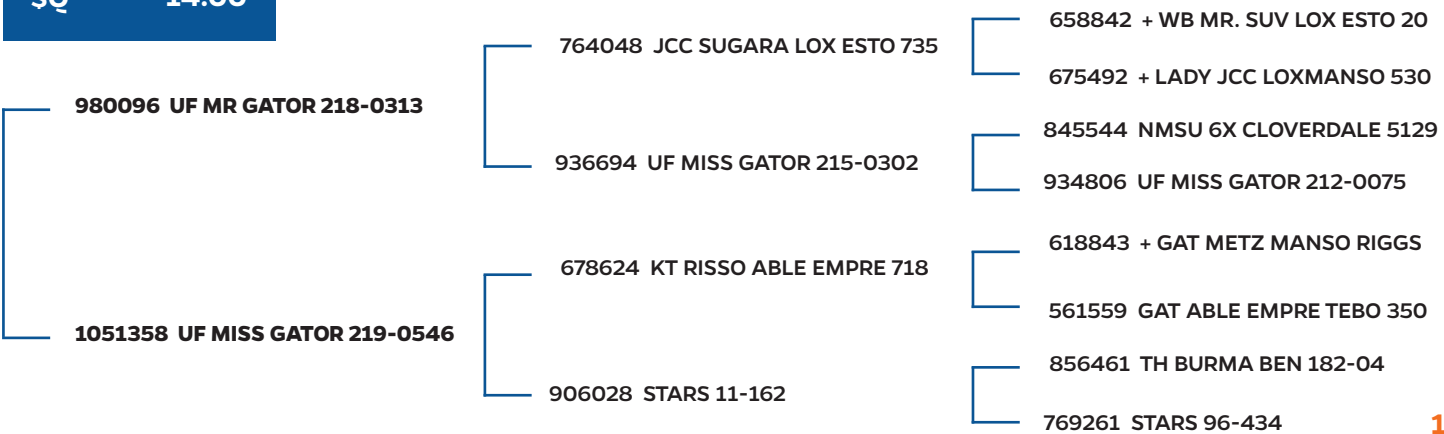 658842 + WB MR. SUV LOX ESTO 20
764048 JCC SUGARA LOX ESTO 735
675492 + LADY JCC LOXMANSO 530
980096 UF MR GATOR 218-0313
845544 NMSU 6X CLOVERDALE 5129
936694 UF MISS GATOR 215-0302
934806 UF MISS GATOR 212-0075
618843 + GAT METZ MANSO RIGGS
678624 KT RISSO ABLE EMPRE 718
561559 GAT ABLE EMPRE TEBO 350
1051358 UF MISS GATOR 219-0546
856461 TH BURMA BEN 182-04
906028 STARS 11-162
769261 STARS 96-434
1